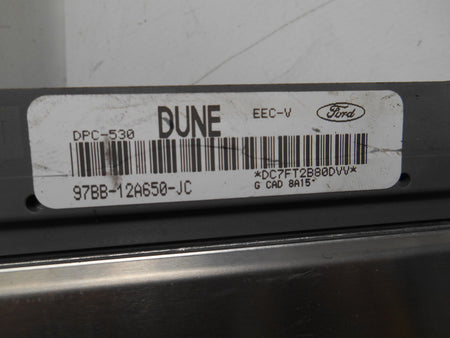 DPC-530 DUNE EEC-V Ford
97BB-12A650-JC *DC7FT2B80DVV*
G CAD 8A15